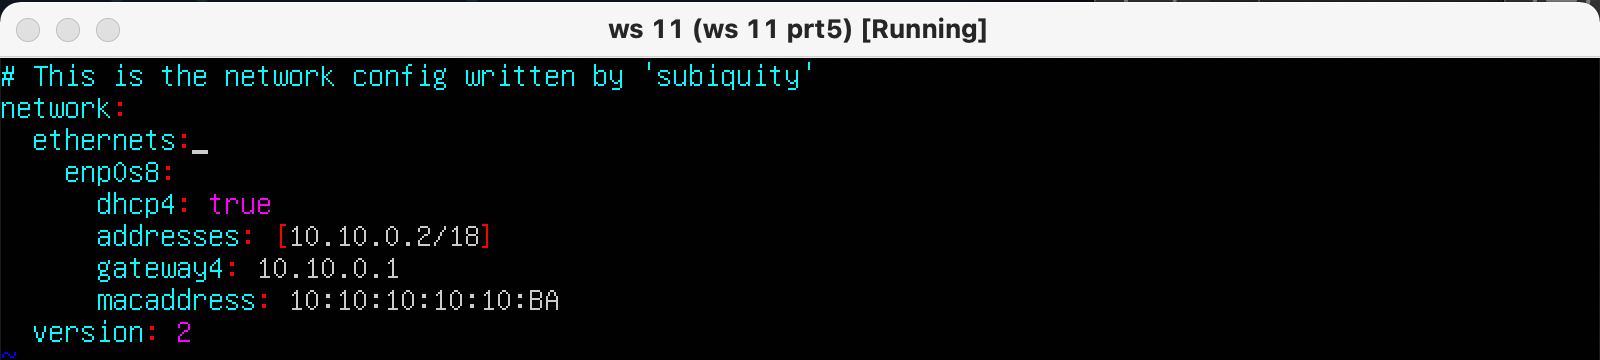 ws 11 (ws 11 prt5) [Running]
# This is the network config written by 'subiquity'
network:
  ethernets:_
    enp0s8:
      dhcp4: true
      addresses: [10.10.0.2/18]
      gateway4: 10.10.0.1
      macaddress: 10:10:10:10:10:BA
  version: 2
~